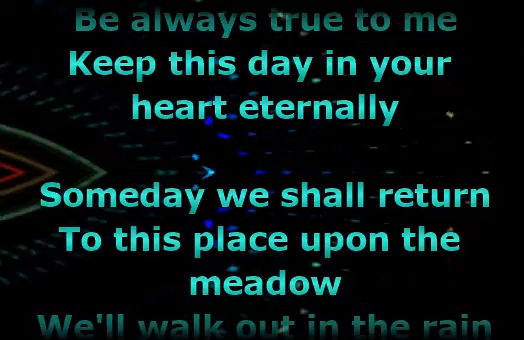 Be always true to me
Keep this day in your
heart eternally
Someday we shall return
To this place upon the
meadow
We'll walk out in the rain